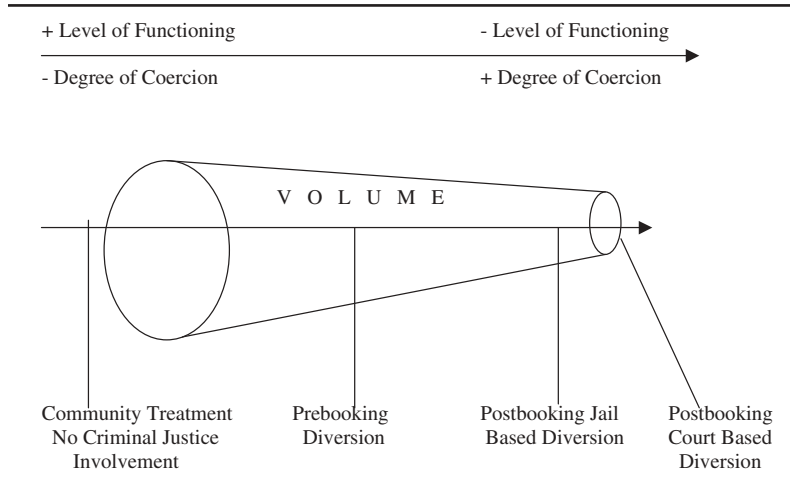 + Level of Functioning
- Level of Functioning
- Degree of Coercion
+ Degree of Coercion
V O L U M E
Community Treatment
No Criminal Justice
Involvement
Prebooking
Diversion
Postbooking Jail
Based Diversion
Postbooking
Court Based
Diversion